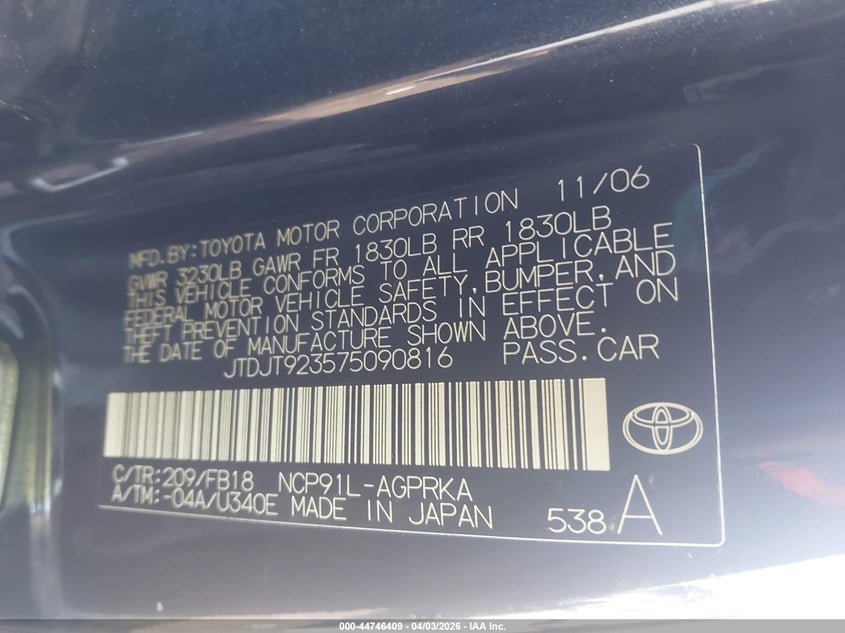 MFD.BY:TOYOTA MOTOR CORPORATION 11/06
GVWR 3230LB GAWR FR 1830LB RR 1830LB
THIS VEHICLE CONFORMS TO ALL APPLICABLE
FEDERAL MOTOR VEHICLE SAFETY,BUMPER,AND
THEFT PREVENTION STANDARDS IN EFFECT ON
THE DATE OF MANUFACTURE SHOWN ABOVE.
JTDJT923575090816 PASS.CAR
C/TR:209/FB18 NCP91L-AGPRKA
A/TM:-04A/U340E MADE IN JAPAN 538 A
000-44746409 | 04/03/2026 - IAA Inc.